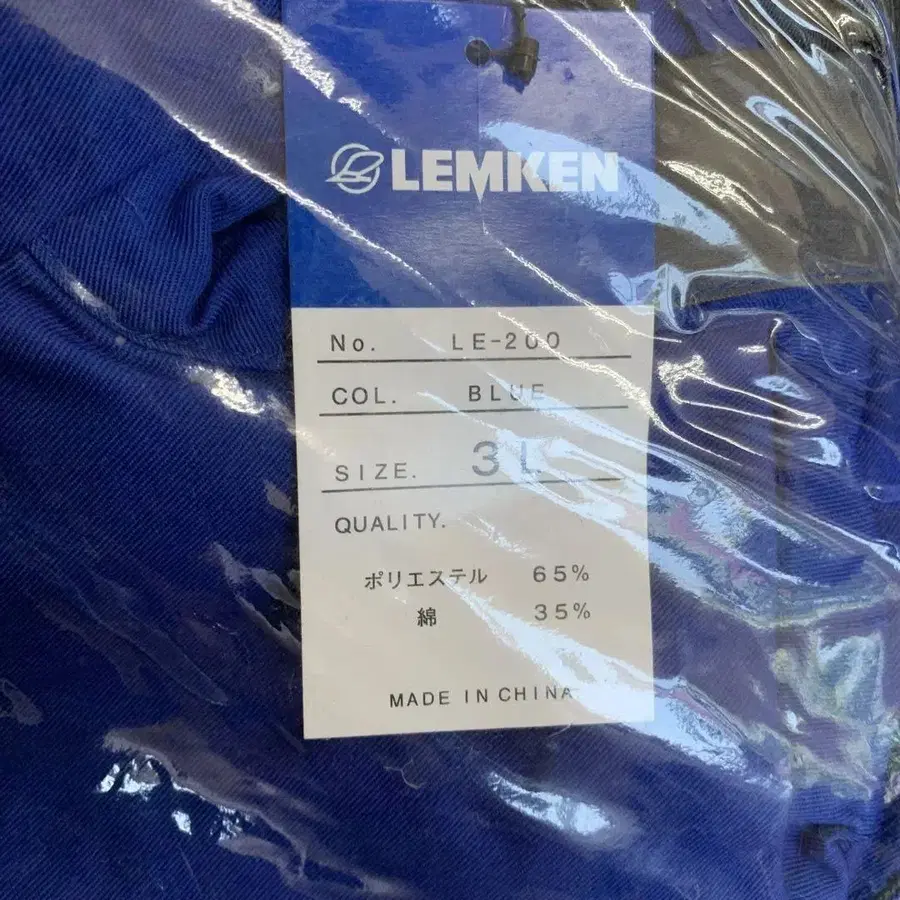 LEMKEN
No. LE-200
COL. BLUE
SIZE. 3L
QUALITY.
ポリエステル 65%
綿 35%
MADE IN CHINA